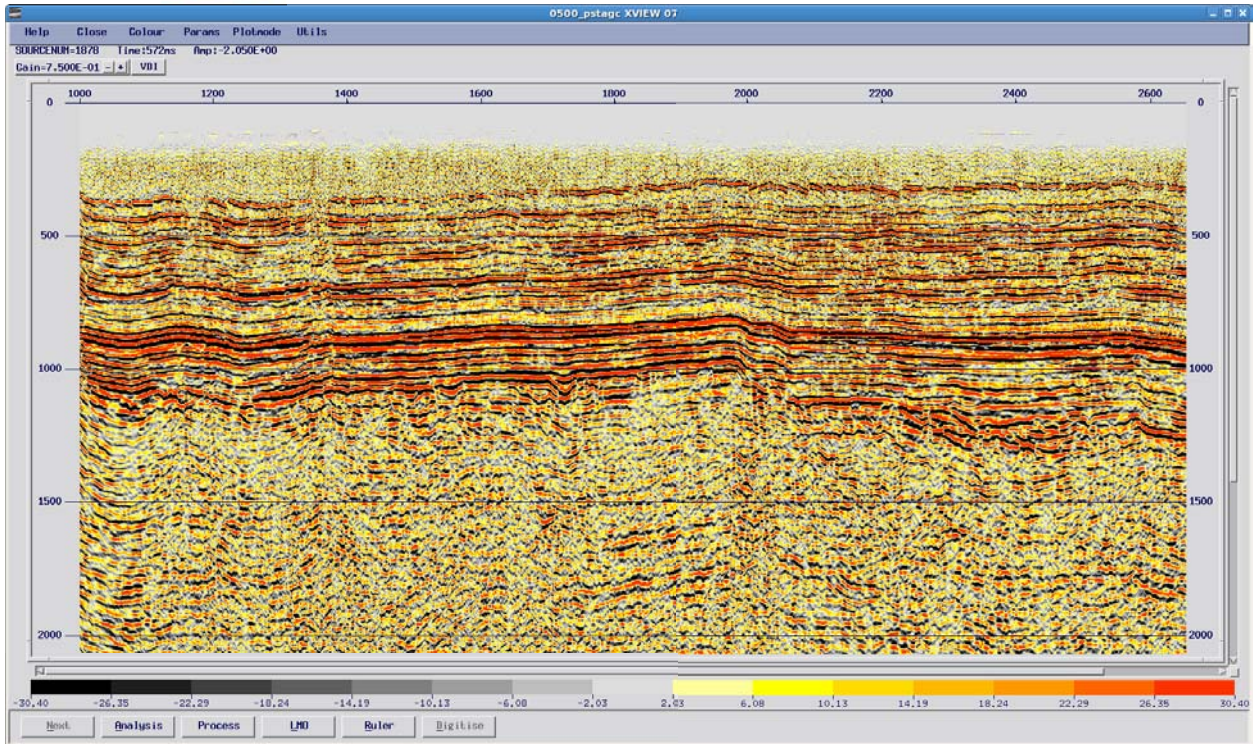 0500_pstagc XVIEW 07
Help Close Colour Params Plotmode Utils
SOURCENUM=1878 Time:572ms Amp:-2.050E+00
Gain=7.500E-01 - + VDI
1000 1200 1400 1600 1800 2000 2200 2400 2600
0 0
500 500
1000 1000
1500 1500
2000 2000
-30.40 -26.35 -22.29 -18.24 -14.19 -10.13 -6.08 -2.03 2.03 6.08 10.13 14.19 18.24 22.29 26.35 30.40
Next Analysis Process LMO Ruler Digitise